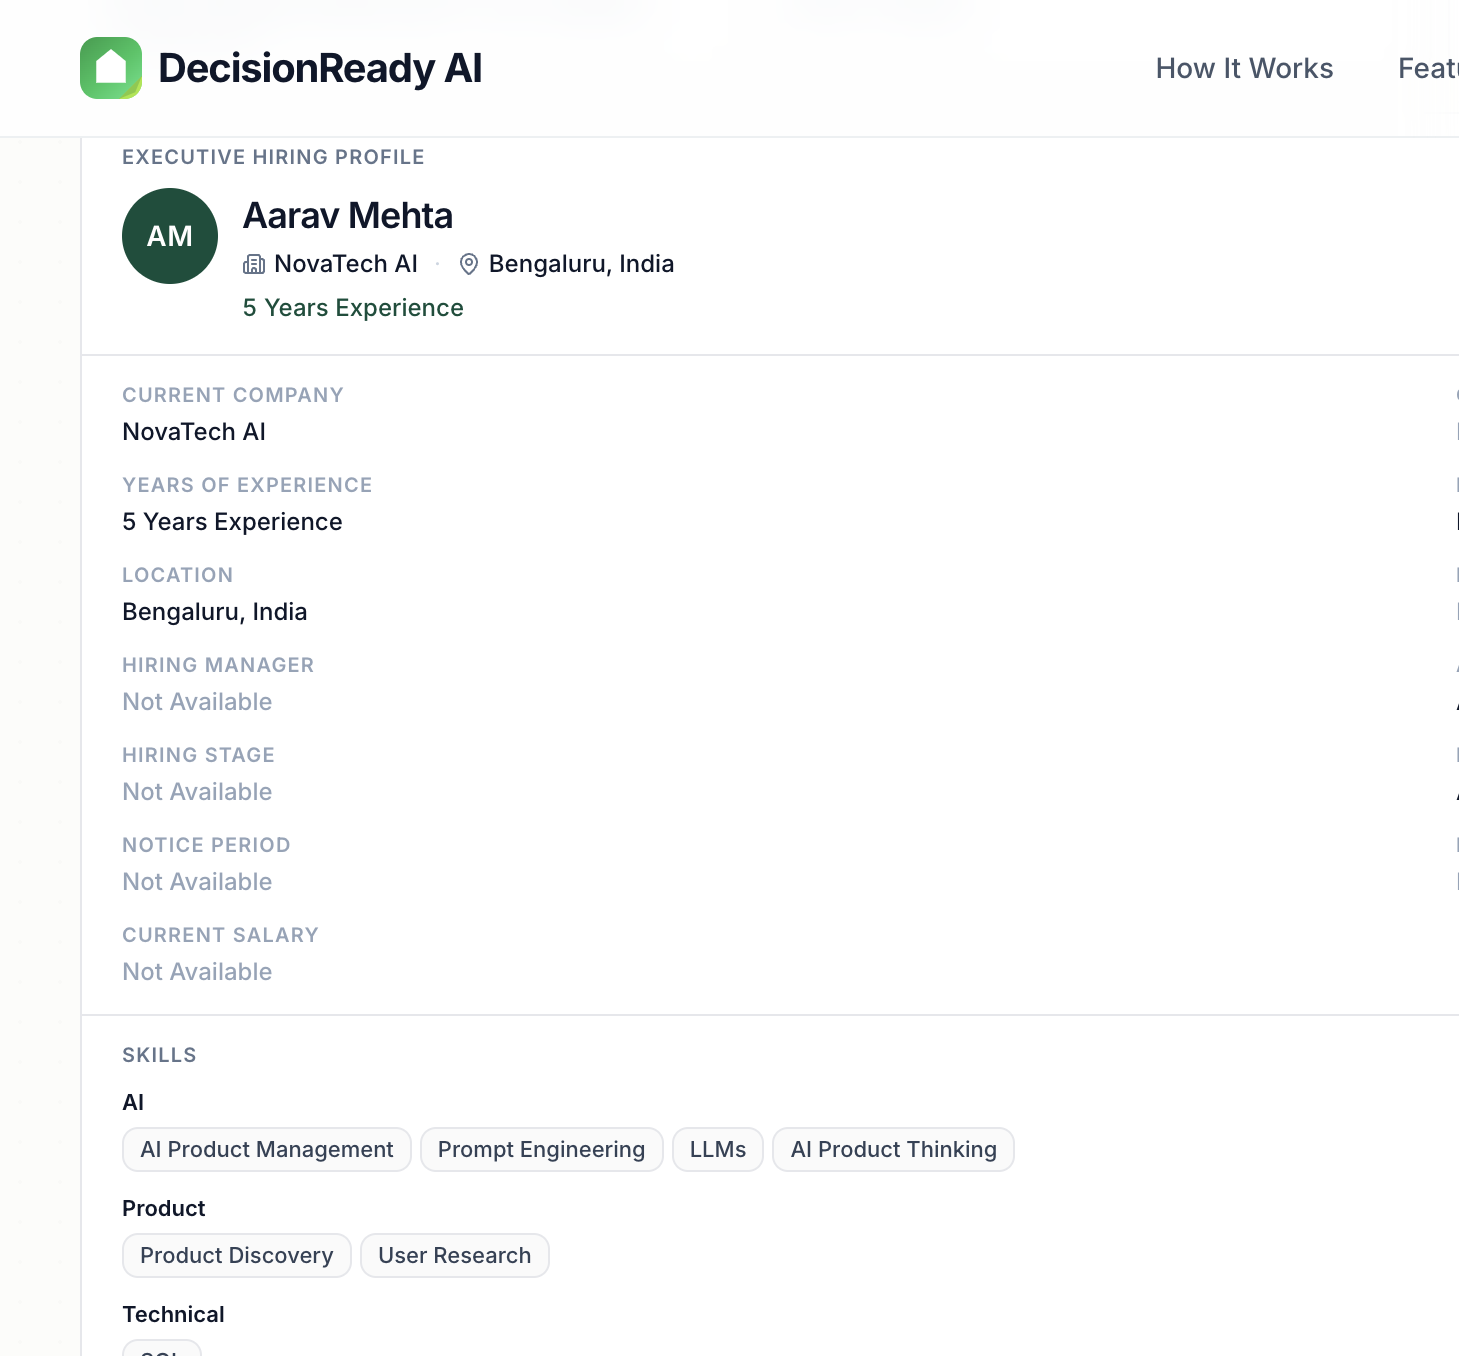 DecisionReady AI
How It Works
EXECUTIVE HIRING PROFILE
AM
Aarav Mehta
NovaTech AI · Bengaluru, India
5 Years Experience
CURRENT COMPANY
NovaTech AI
YEARS OF EXPERIENCE
5 Years Experience
LOCATION
Bengaluru, India
HIRING MANAGER
Not Available
HIRING STAGE
Not Available
NOTICE PERIOD
Not Available
CURRENT SALARY
Not Available
SKILLS
AI
AI Product Management Prompt Engineering LLMs AI Product Thinking
Product
Product Discovery User Research
Technical